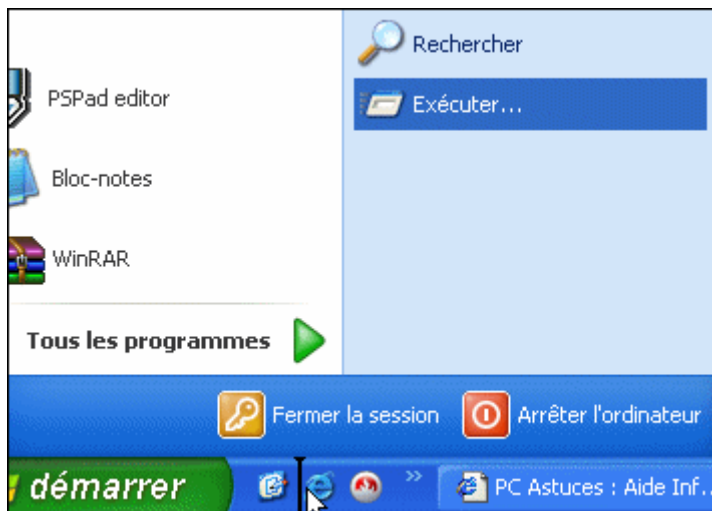 Rechercher
PSPad editor
Exécuter...
Bloc-notes
WinRAR
Tous les programmes
Fermer la session
Arrêter l'ordinateur
démarrer
»
PC Astuces : Aide Inf...